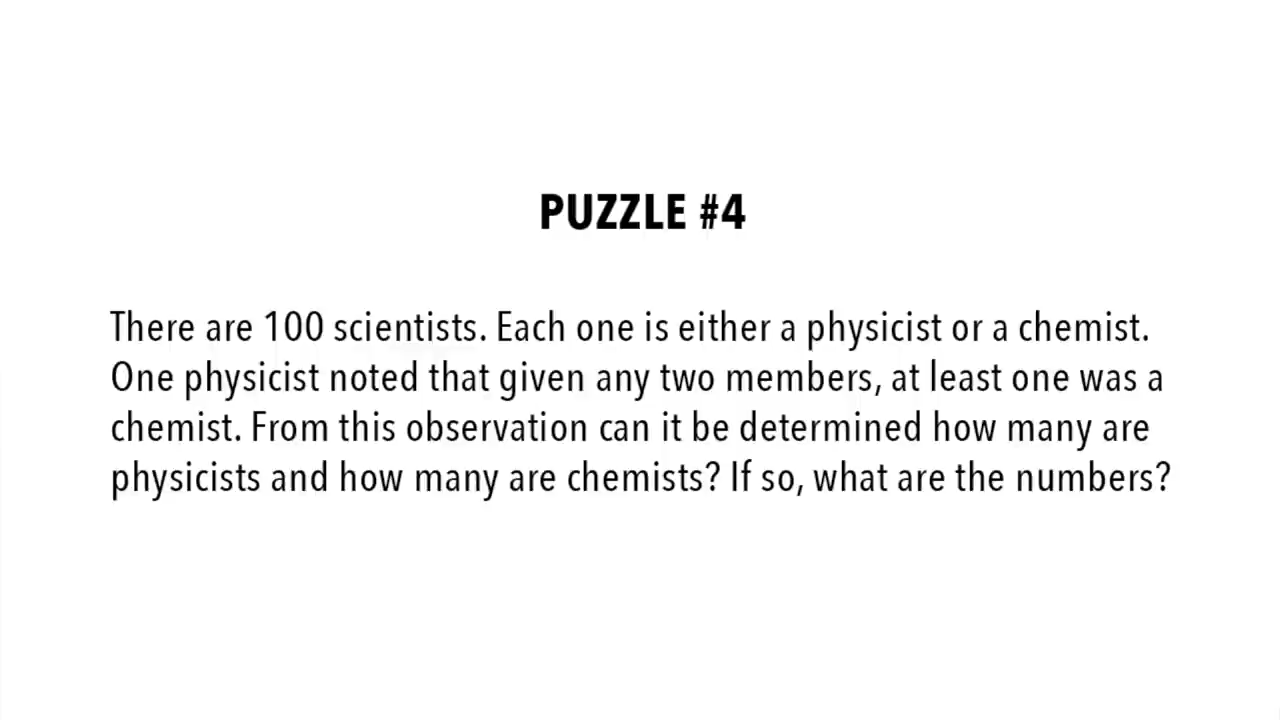 PUZZLE #4
There are 100 scientists. Each one is either a physicist or a chemist.
One physicist noted that given any two members, at least one was a
chemist. From this observation can it be determined how many are
physicists and how many are chemists? If so, what are the numbers?